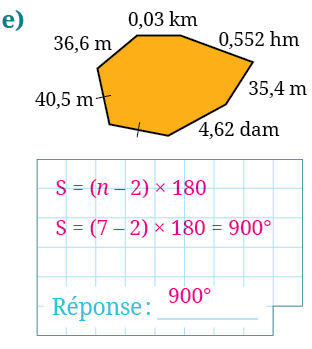 e)
0,03 km
36,6 m
0,552 hm
40,5 m
35,4 m
4,62 dam
S = (n – 2) × 180
S = (7 – 2) × 180 = 900°
Réponse : 900°